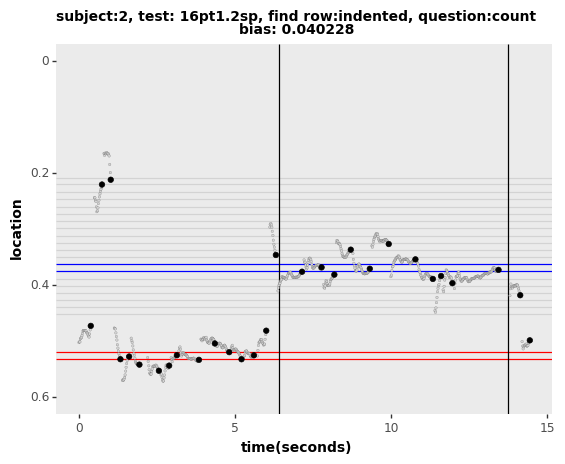 subject:2, test: 16pt1.2sp, find row:indented, question:count
bias: 0.040228
0
0.2
0.4
0.6
location
0
5
10
15
time(seconds)